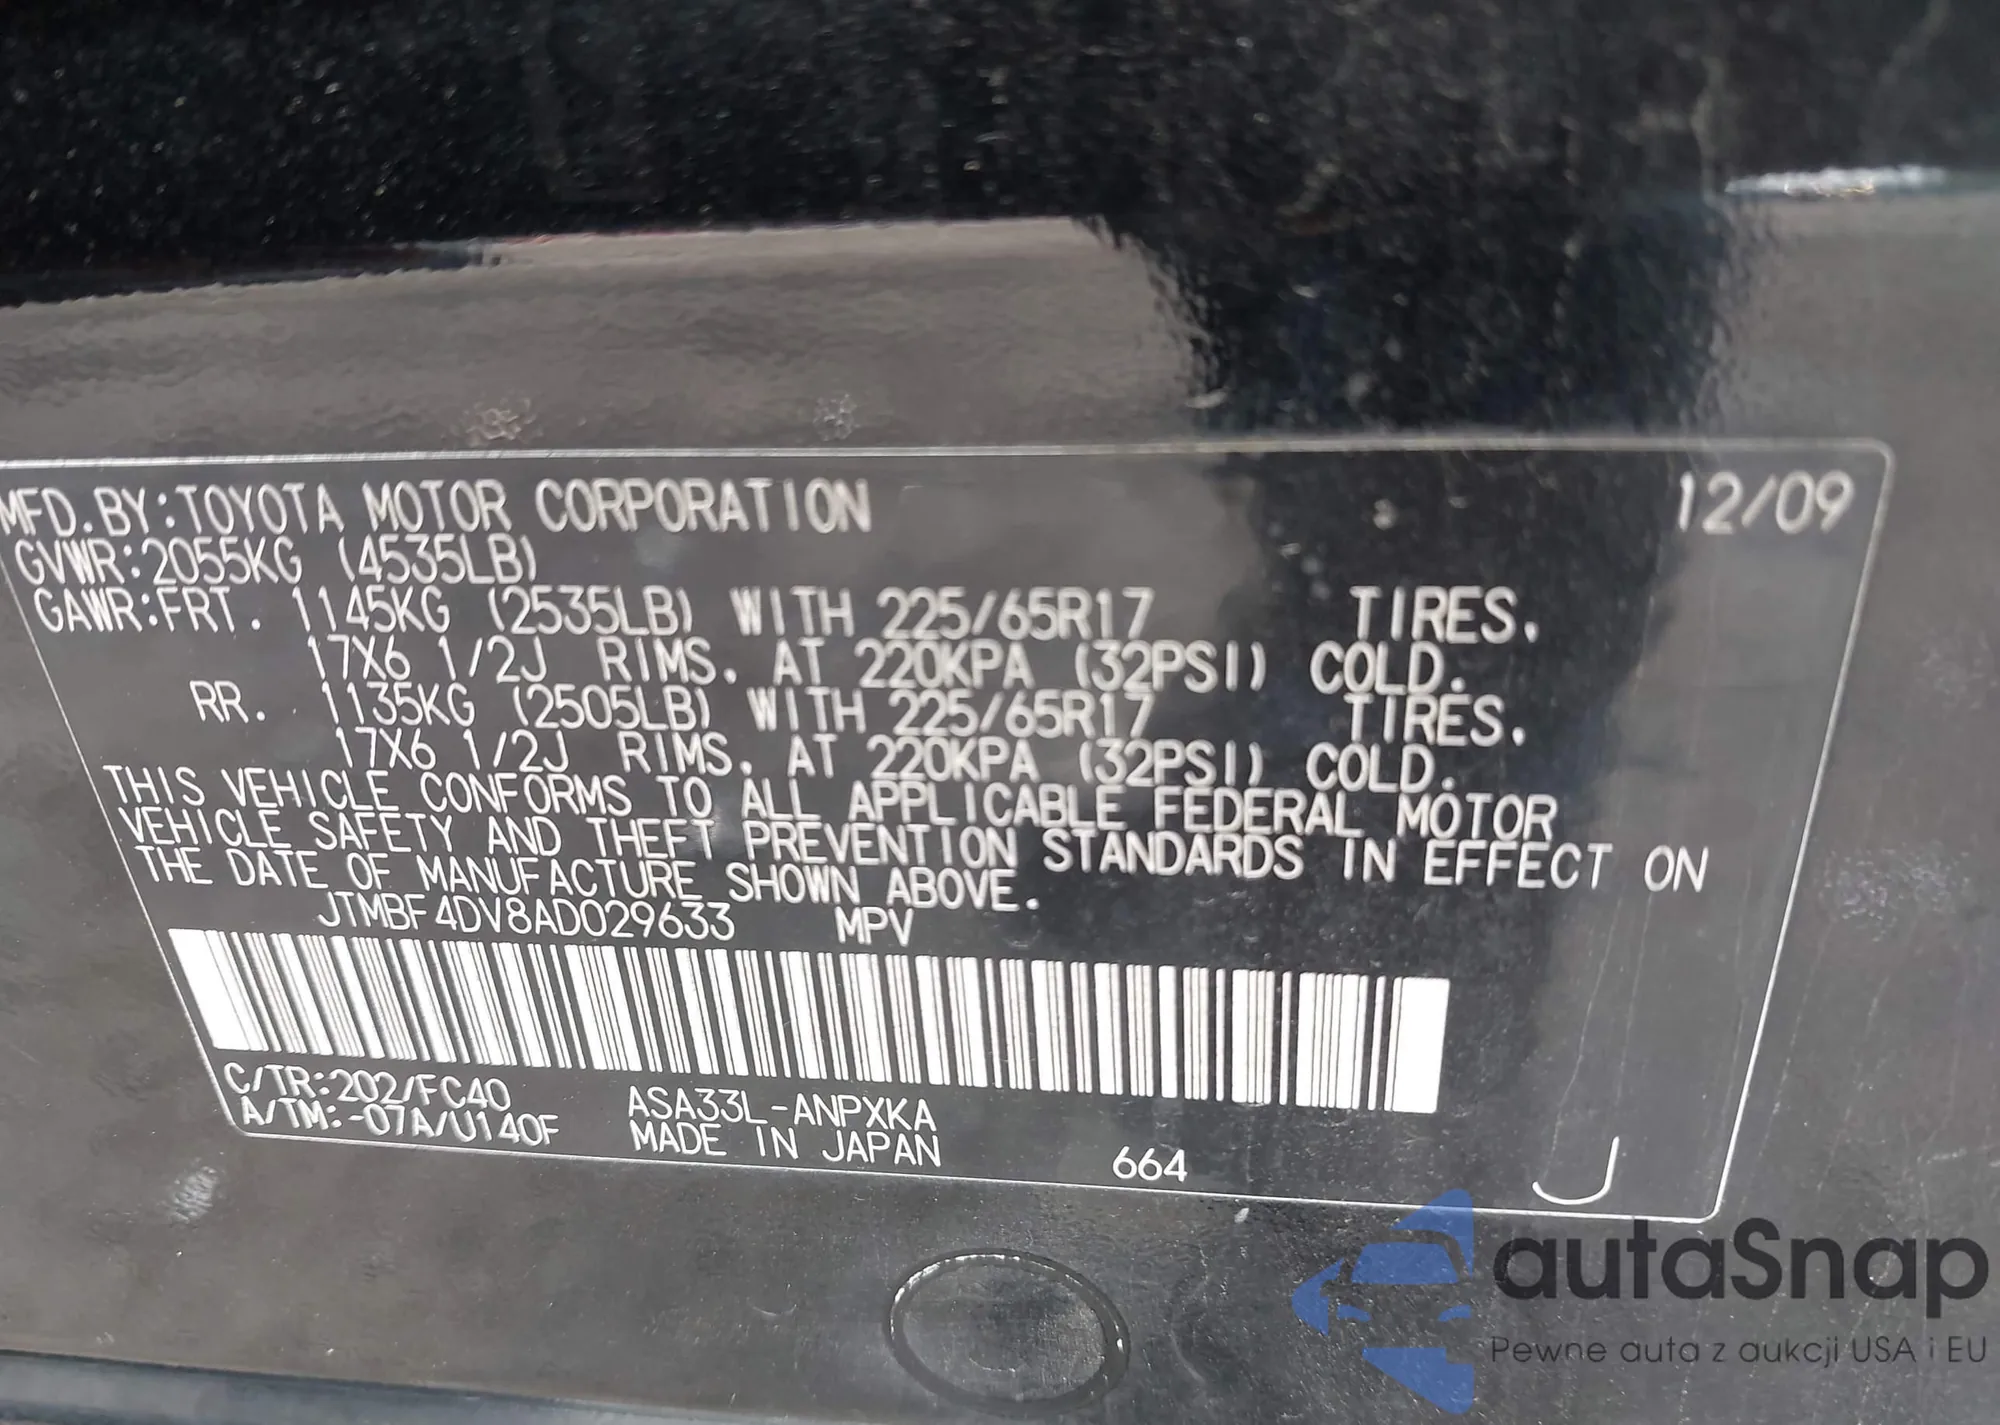 MFD.BY:TOYOTA MOTOR CORPORATION 12/09
GVWR:2055KG (4535LB)
GAWR:FRT. 1145KG (2535LB) WITH 225/65R17 TIRES,
17X6 1/2J RIMS, AT 220KPA (32PSI) COLD.
RR. 1135KG (2505LB) WITH 225/65R17 TIRES,
17X6 1/2J RIMS, AT 220KPA (32PSI) COLD.
THIS VEHICLE CONFORMS TO ALL APPLICABLE FEDERAL MOTOR
VEHICLE SAFETY AND THEFT PREVENTION STANDARDS IN EFFECT ON
THE DATE OF MANUFACTURE SHOWN ABOVE.
JTMBF4DV8AD029633 MPV
C/TR:202/FC40 ASA33L-ANPXKA
A/TM:-07A/U140F MADE IN JAPAN 664 J
autaSnap
Pewne auta z aukcji USA i EU